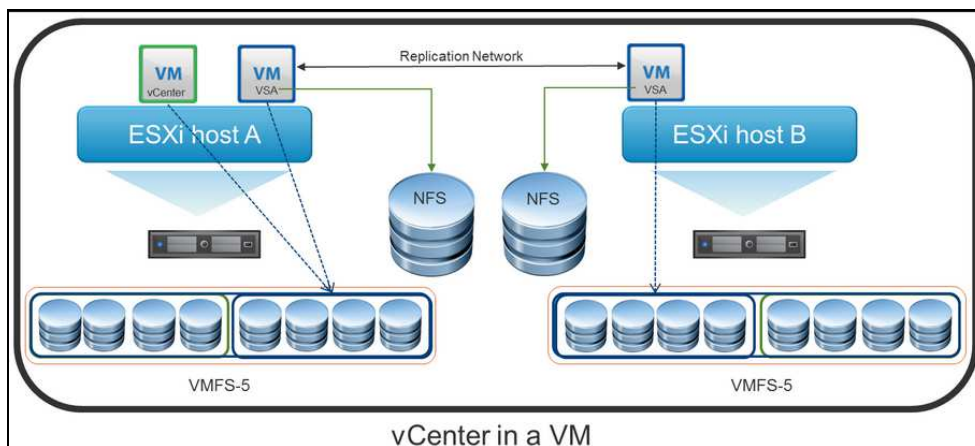 VM
vCenter
VM
VSA
Replication Network
VM
VSA
ESXi host A
ESXi host B
NFS
NFS
VMFS-5
VMFS-5
vCenter in a VM